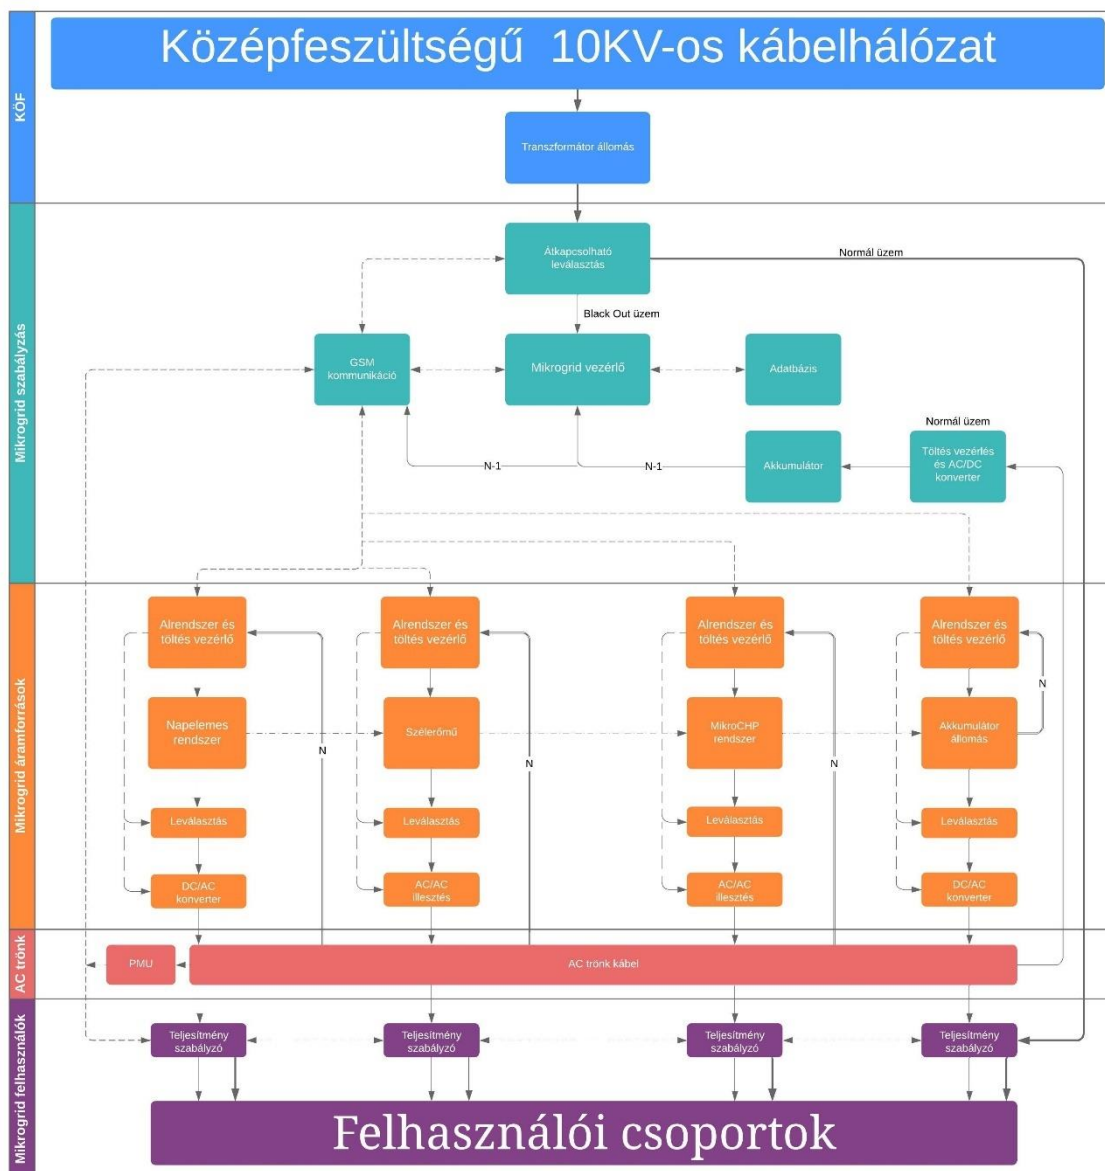 KÖF
Középfeszültségű 10KV-os kábelhálózat
Transzformátor állomás
Mikrogrid szabályzás
Átkapcsolható
leválasztás
Normál üzem
Black Out üzem
GSM
kommunikáció
Mikrogrid vezérlő
Adatbázis
Normál üzem
N-1
N-1
Akkumulátor
Töltés vezérlés
és AC/DC
konverter
Mikrogrid áramforrások
Alrendszer és
töltés vezérlő
Alrendszer és
töltés vezérlő
Alrendszer és
töltés vezérlő
Alrendszer és
töltés vezérlő
N
Napelemes
rendszer
Szélerőmű
MikroCHP
rendszer
Akkumulátor
állomás
N
N
N
Leválasztás
Leválasztás
Leválasztás
Leválasztás
DC/AC
konverter
AC/AC
illesztés
AC/AC
illesztés
DC/AC
konverter
AC trönk
PMU
AC trönk kábel
Mikrogrid felhasználók
Teljesítmény
szabályzó
Teljesítmény
szabályzó
Teljesítmény
szabályzó
Teljesítmény
szabályzó
Felhasználói csoportok